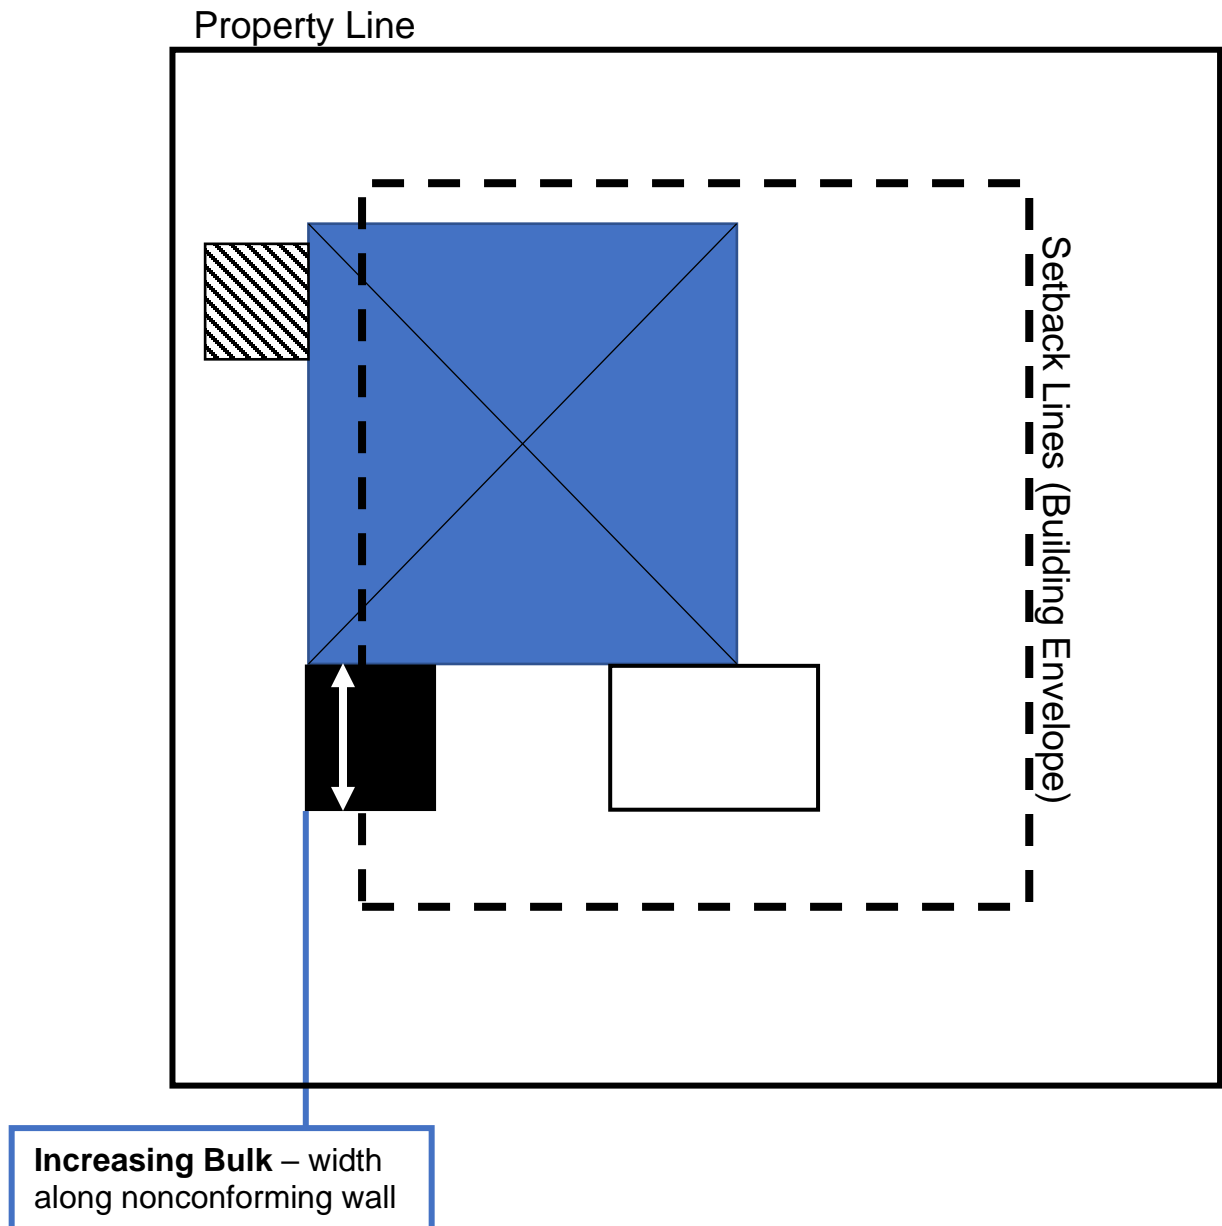 Property Line
Setback Lines (Building Envelope)
Increasing Bulk – width
along nonconforming wall